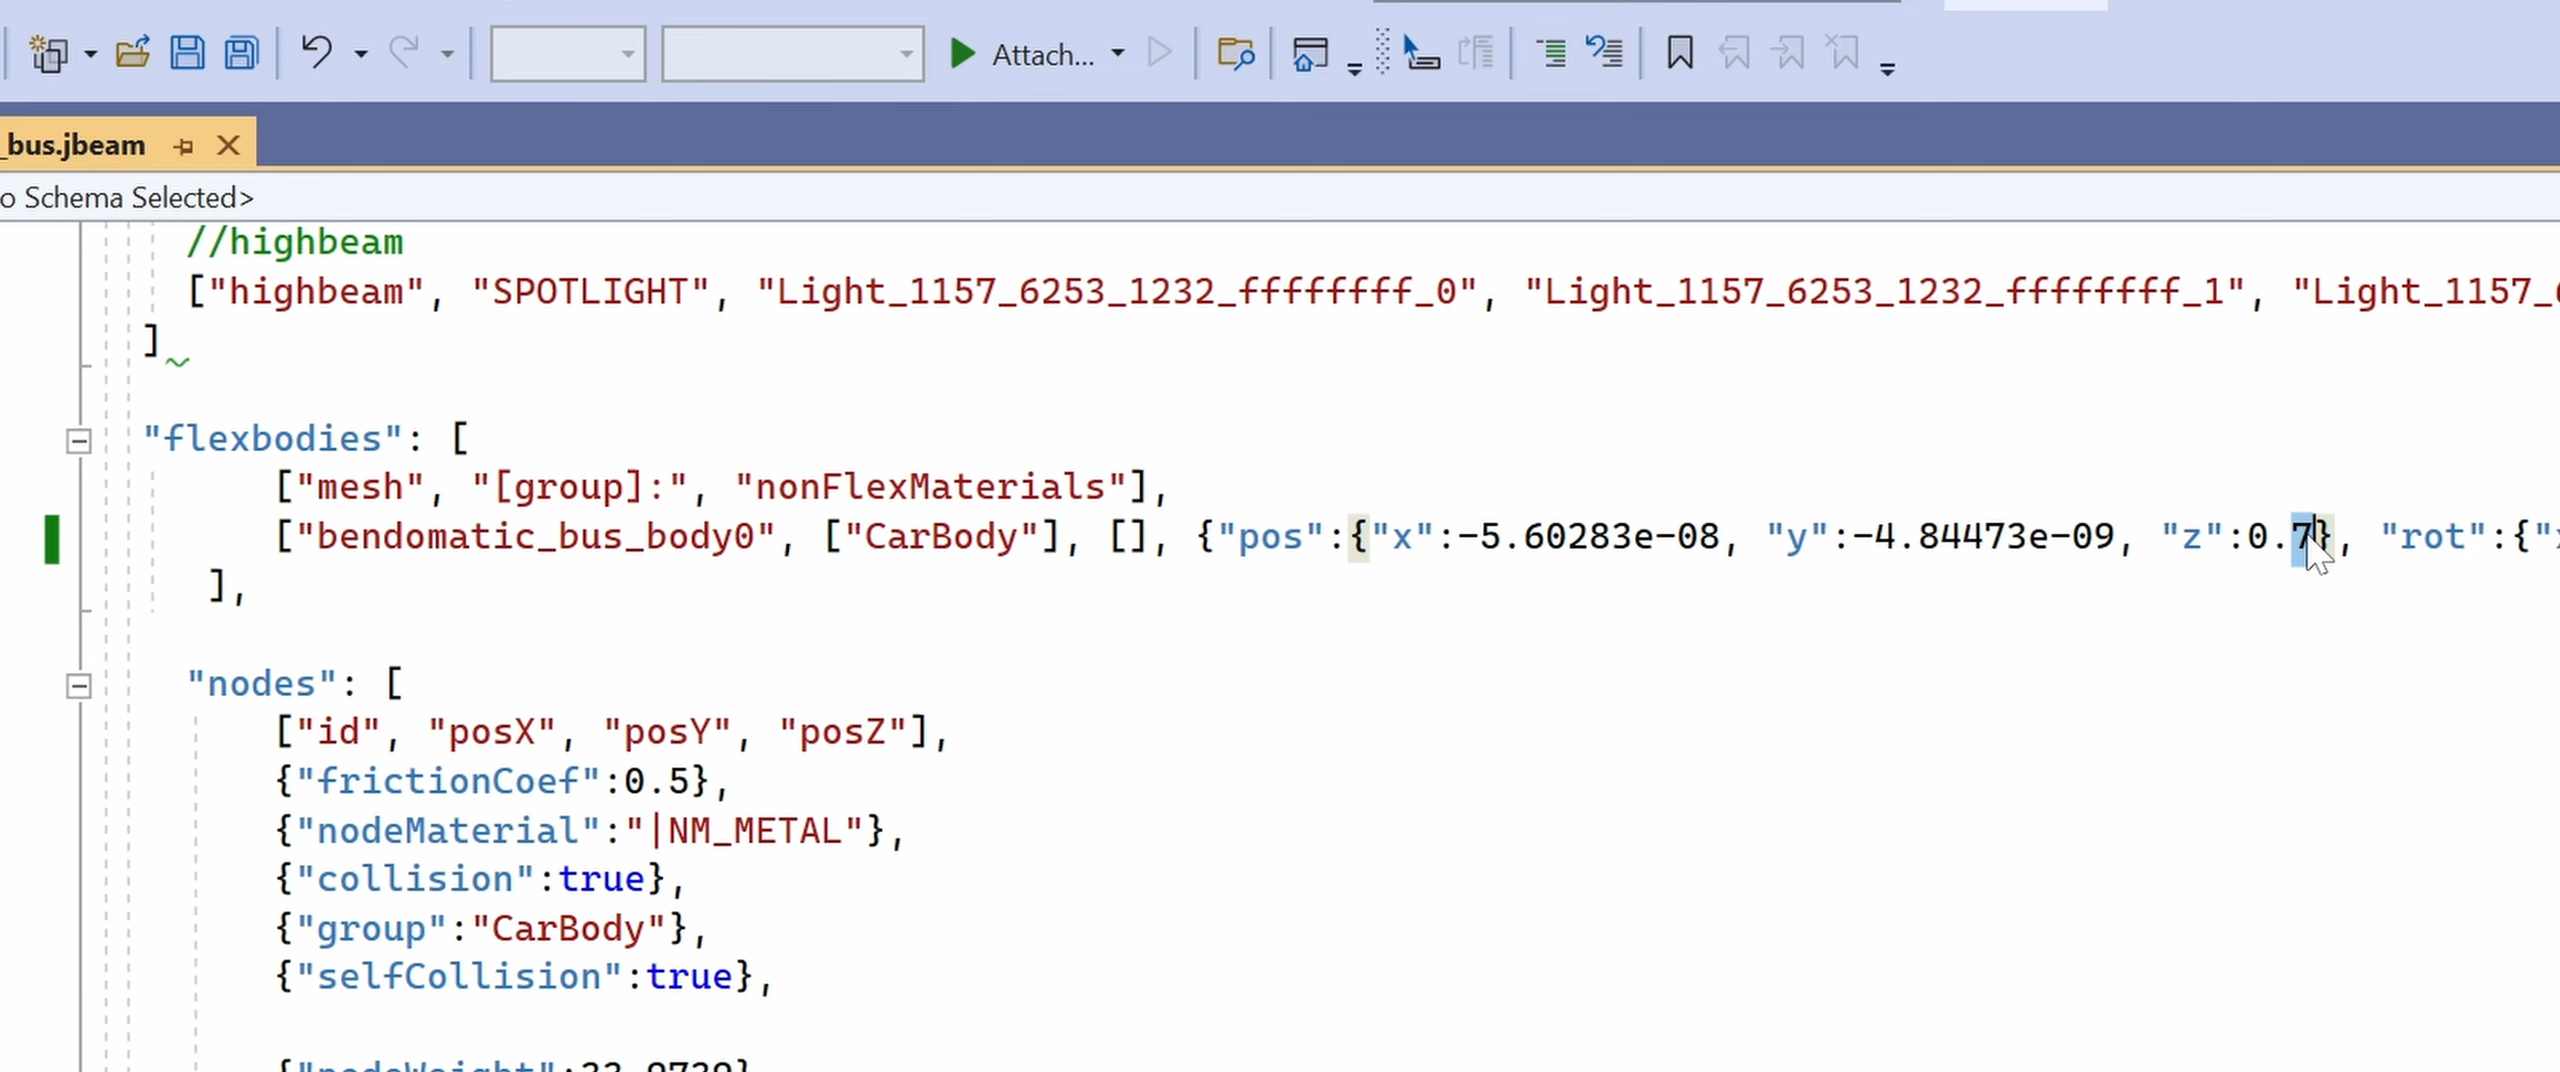 Attach...
_bus.jbeam
o Schema Selected>
//highbeam
["highbeam", "SPOTLIGHT", "Light_1157_6253_1232_ffffffff_0", "Light_1157_6253_1232_ffffffff_1", "Light_1157_6
]
"flexbodies": [
["mesh", "[group]:", "nonFlexMaterials"],
["bendomatic_bus_body0", ["CarBody"], [], {"pos":{"x":-5.60283e-08, "y":-4.84473e-09, "z":0.7}, "rot":{"x
],
"nodes": [
["id", "posX", "posY", "posZ"],
{"frictionCoef":0.5},
{"nodeMaterial":"|NM_METAL"},
{"collision":true},
{"group":"CarBody"},
{"selfCollision":true},